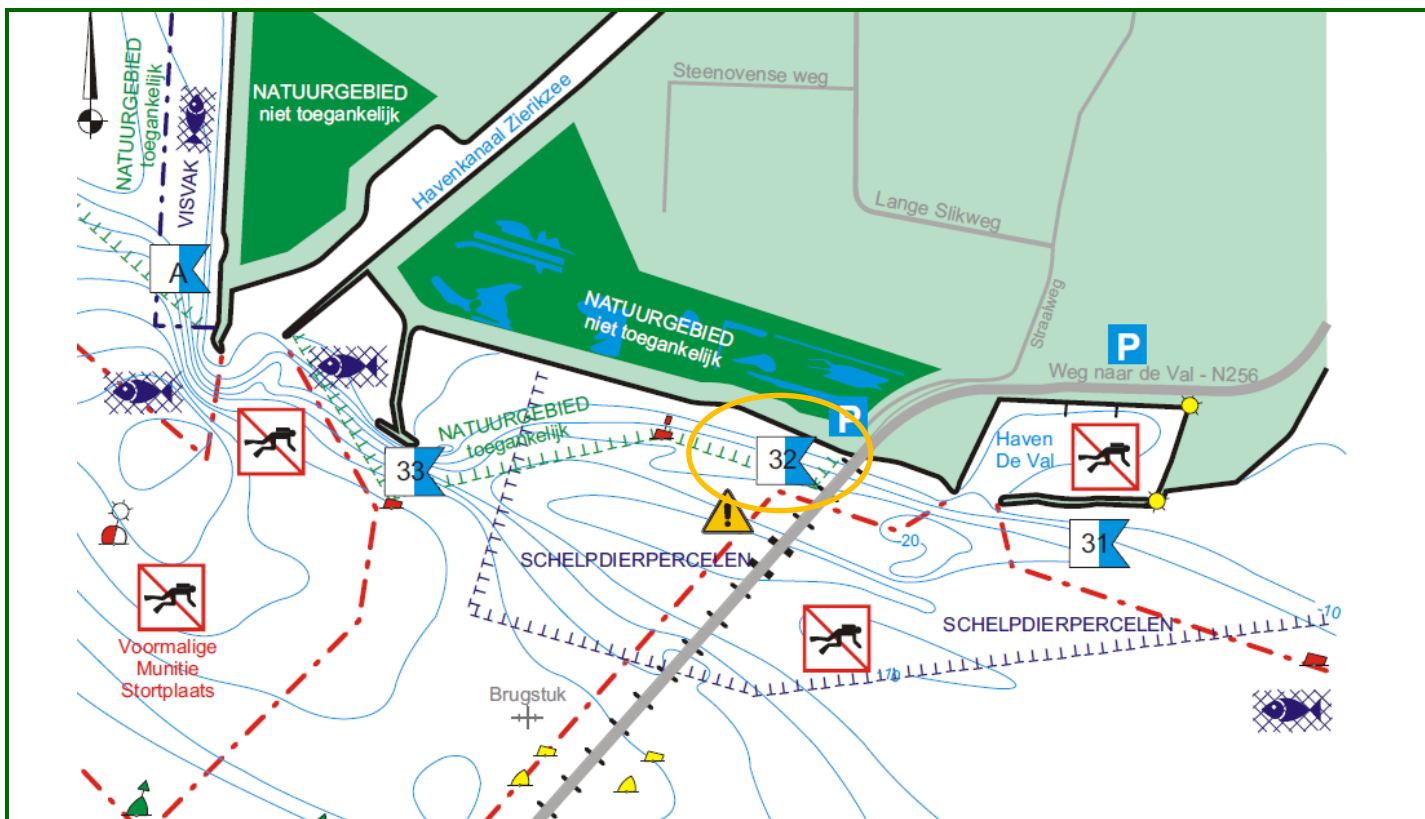 NATUURGEBIED
toegankelijk
VISVAK
NATUURGEBIED
niet toegankelijk
Havenkanaal Zierikzee
Steenovense weg
Lange Slikweg
Straalweg
A
NATUURGEBIED
niet toegankelijk
P
Weg naar de Val - N256
P
NATUURGEBIED
toegankelijk
33
32
!
Haven
De Val
31
-20
SCHELPDIERPERCELEN
SCHELPDIERPERCELEN
-10
-10
Voormalige
Munitie
Stortplaats
Brugstuk